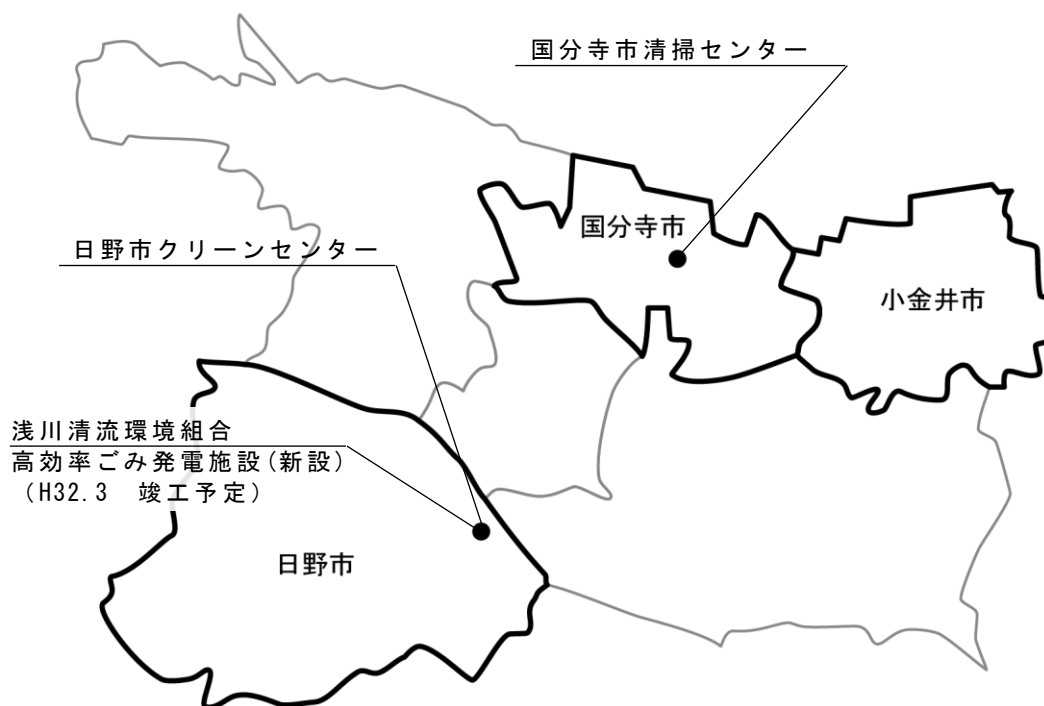 国分寺市清掃センター
国分寺市
日野市クリーンセンター
小金井市
浅川清流環境組合
高効率ごみ発電施設(新設)
(H32.3 竣工予定)
日野市